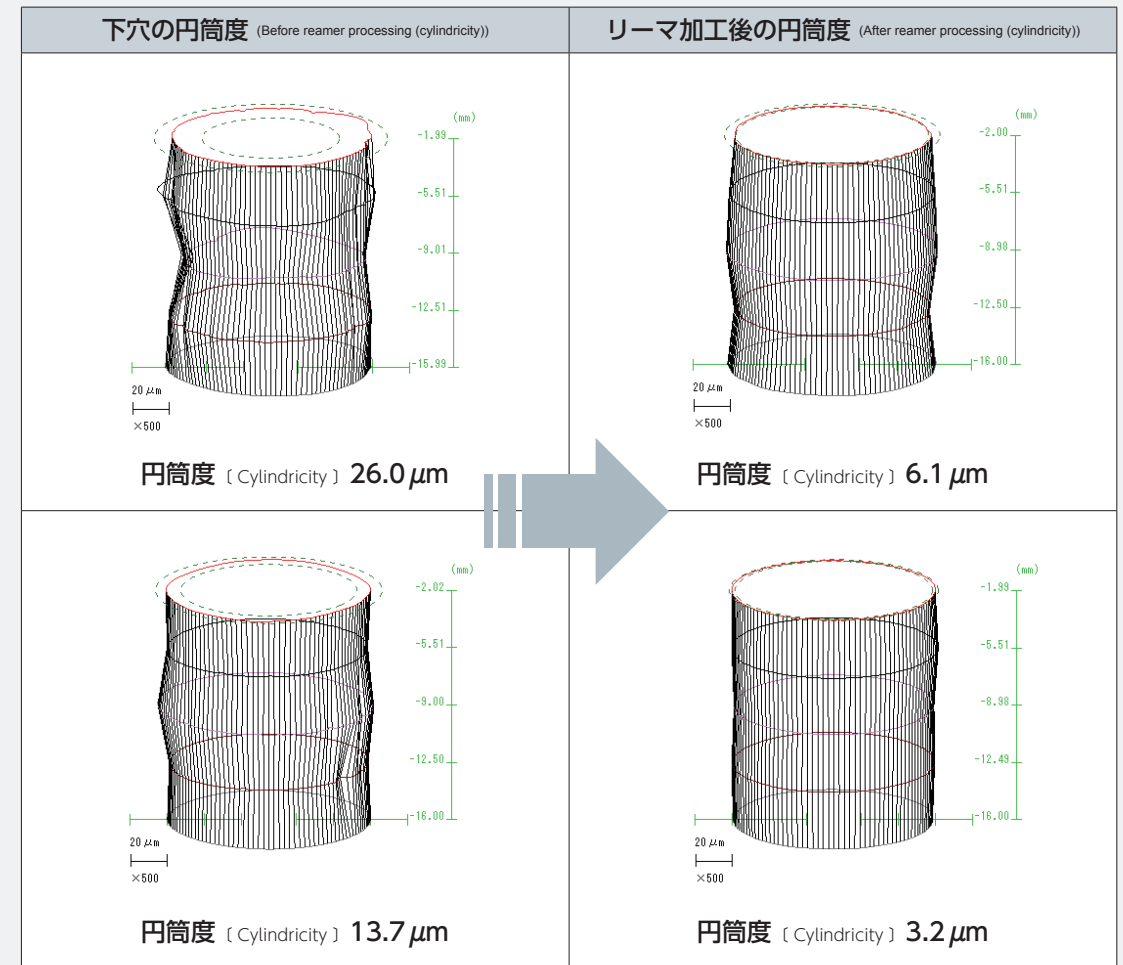 下穴の円筒度 (Before reamer processing (cylindricity))
リーマ加工後の円筒度 (After reamer processing (cylindricity))
(mm)
-1.99
-5.51
-9.01
-12.51
-15.99
20 μm
×500
円筒度 〔 Cylindricity 〕 26.0 μm
(mm)
-2.00
-5.51
-8.98
-12.50
-16.00
20 μm
×500
円筒度 〔 Cylindricity 〕 6.1 μm
(mm)
-2.02
-5.51
-9.00
-12.50
-16.00
20 μm
×500
円筒度 〔 Cylindricity 〕 13.7 μm
(mm)
-1.99
-5.51
-8.98
-12.49
-16.00
20 μm
×500
円筒度 〔 Cylindricity 〕 3.2 μm